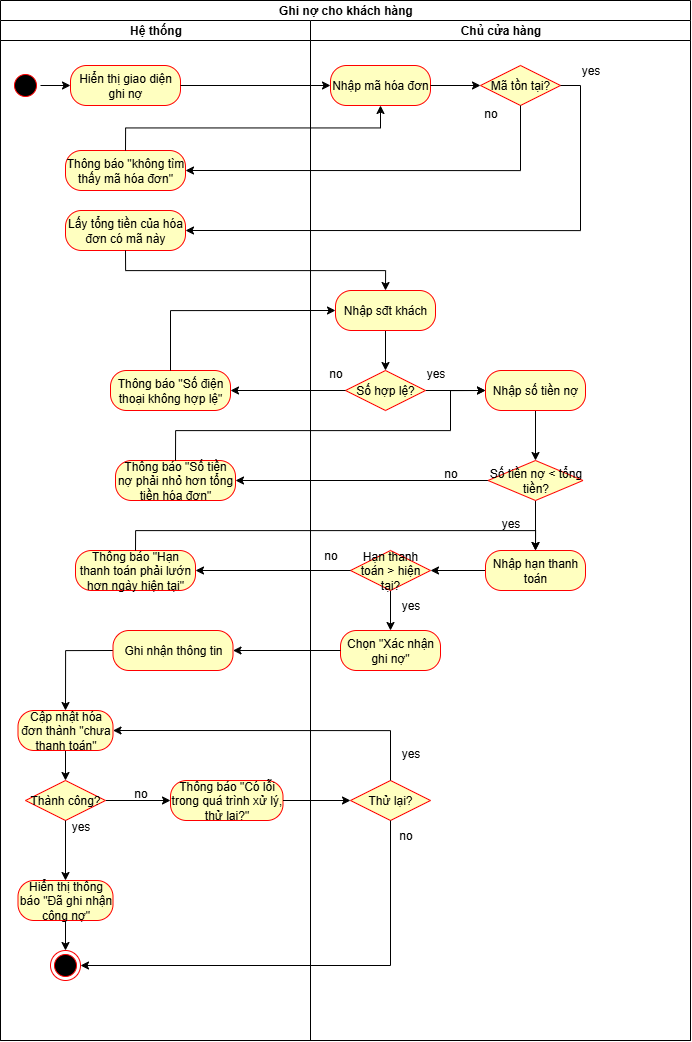 Ghi nợ cho khách hàng
Hệ thống
Chủ cửa hàng
Hiển thị giao diện
ghi nợ
Nhập mã hóa đơn
Mã tồn tại?
yes
no
Thông báo "không tìm
thấy mã hóa đơn"
Lấy tổng tiền của hóa
đơn có mã này
Nhập sđt khách
Thông báo "Số điện
thoại không hợp lệ"
no
Số hợp lệ?
yes
Nhập số tiền nợ
Thông báo "Số tiền
nợ phải nhỏ hơn tổng
tiền hóa đơn"
no
Số tiền nợ < tổng
tiền?
yes
Thông báo "Hạn
thanh toán phải lướn
hơn ngày hiện tại"
no
Hạn thanh
toán > hiện
tại?
Nhập hạn thanh
toán
yes
Ghi nhận thông tin
Chọn "Xác nhận
ghi nợ"
Cập nhật hóa
đơn thành "chưa
thanh toán"
yes
Thành công?
no
Thông báo "Có lỗi
trong quá trình xử lý,
thử lại?"
Thử lại?
yes
no
Hiển thị thông
báo "Đã ghi nhận
công nợ"